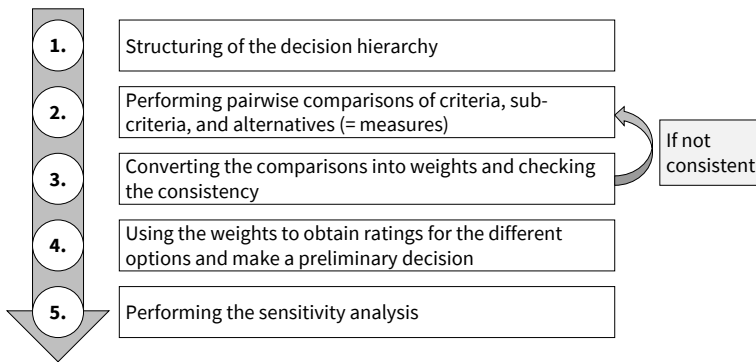 1.
Structuring of the decision hierarchy
2.
Performing pairwise comparisons of criteria, sub-
criteria, and alternatives (= measures)
If not
consistent
3.
Converting the comparisons into weights and checking
the consistency
4.
Using the weights to obtain ratings for the different
options and make a preliminary decision
5.
Performing the sensitivity analysis